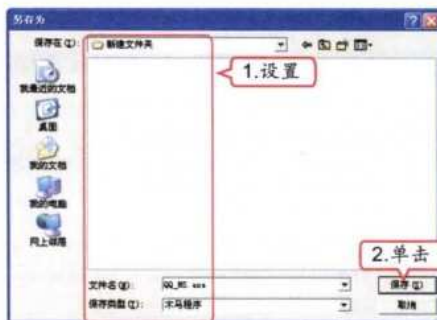 另存为
保存在(I):
新建文件夹
1.设置
我最近的文档
桌面
我的文档
我的电脑
网上邻居
2.单击
文件名(N):
保存(S)
保存类型(T):
木马程序
取消